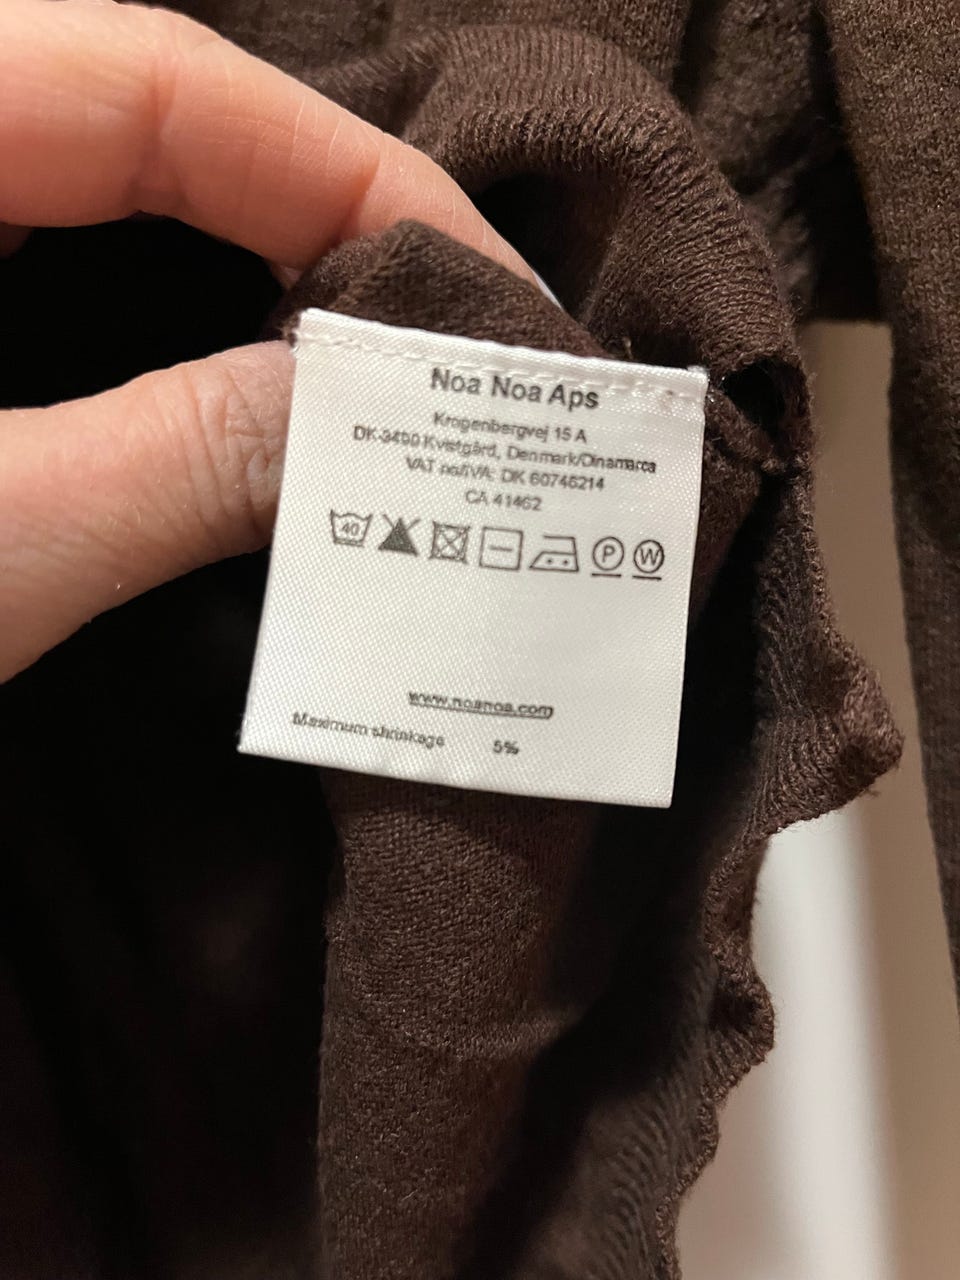 Noa Noa Aps
Krogenbergvej 15 A
DK-3490 Kvistgård, Denmark/Dinamarca
VAT no/IVA: DK 60746214
CA 41462
40 P W
www.noanoa.com
Maximum shrinkage 5%